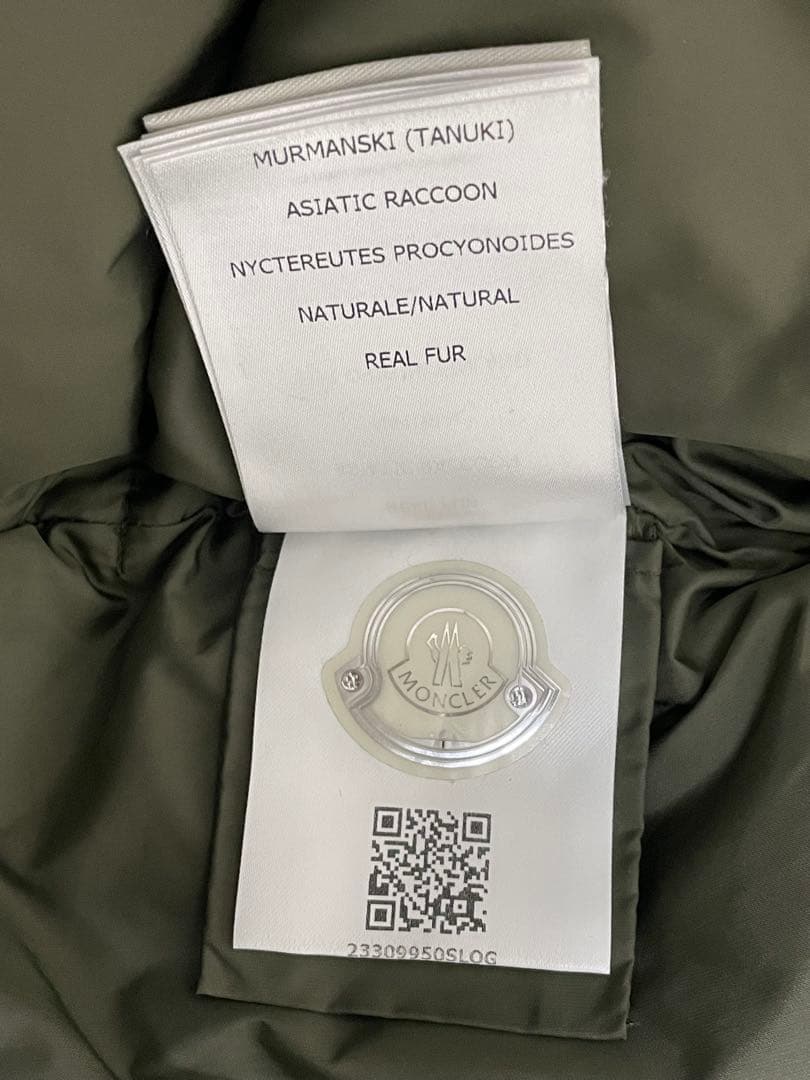 MURMANSKI (TANUKI)
ASIATIC RACCOON
NYCTEREUTES PROCYONOIDES
NATURALE/NATURAL
REAL FUR
MONCLER
23309950SLOG